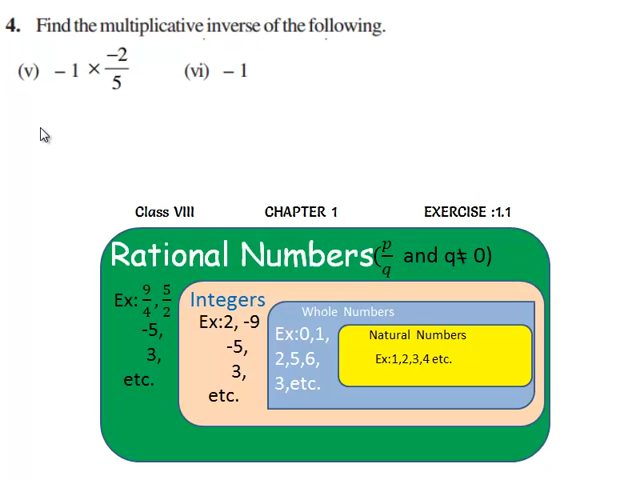 4. Find the multiplicative inverse of the following.
(v) – 1 × −2/5 (vi) – 1
Class VIII CHAPTER 1 EXERCISE :1.1
Rational Numbers(p/q and q≠ 0)
Ex: 9/4, 5/2
-5,
3,
etc.
Integers
Ex:2, -9
-5,
3,
etc.
Whole Numbers
Ex:0,1,
2,5,6,
3,etc.
Natural Numbers
Ex:1,2,3,4 etc.